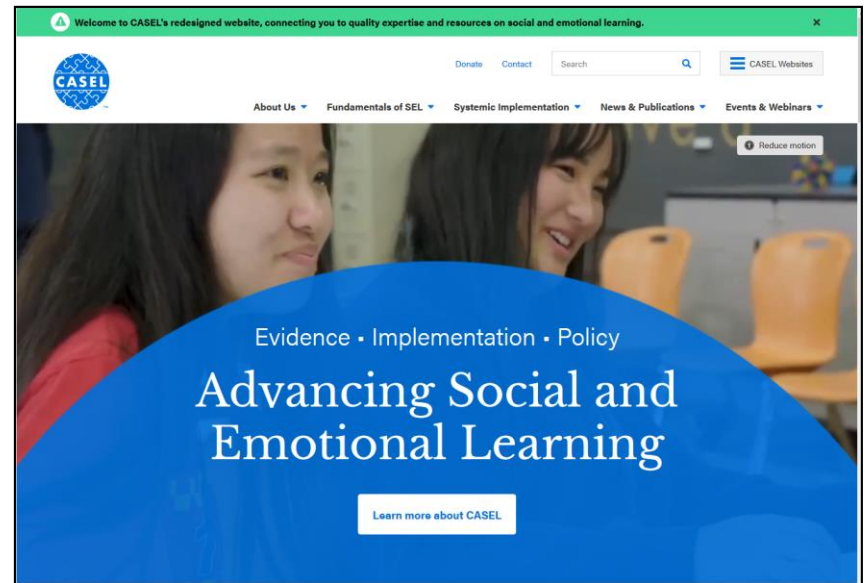 Welcome to CASEL's redesigned website, connecting you to quality expertise and resources on social and emotional learning. ×
CASEL
Donate Contact Search CASEL Websites
About Us Fundamentals of SEL Systemic Implementation News & Publications Events & Webinars
Reduce motion
Evidence ▪ Implementation ▪ Policy
Advancing Social and
Emotional Learning
Learn more about CASEL